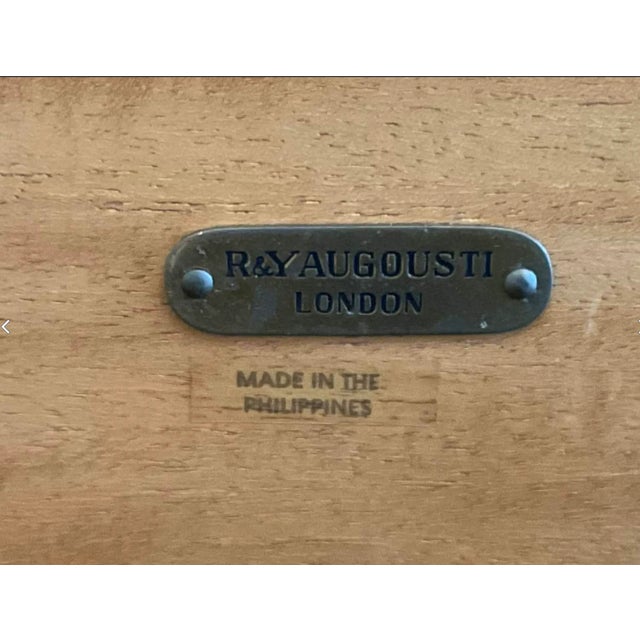 R&Y AUGOUSTI
LONDON
MADE IN THE
PHILIPPINES